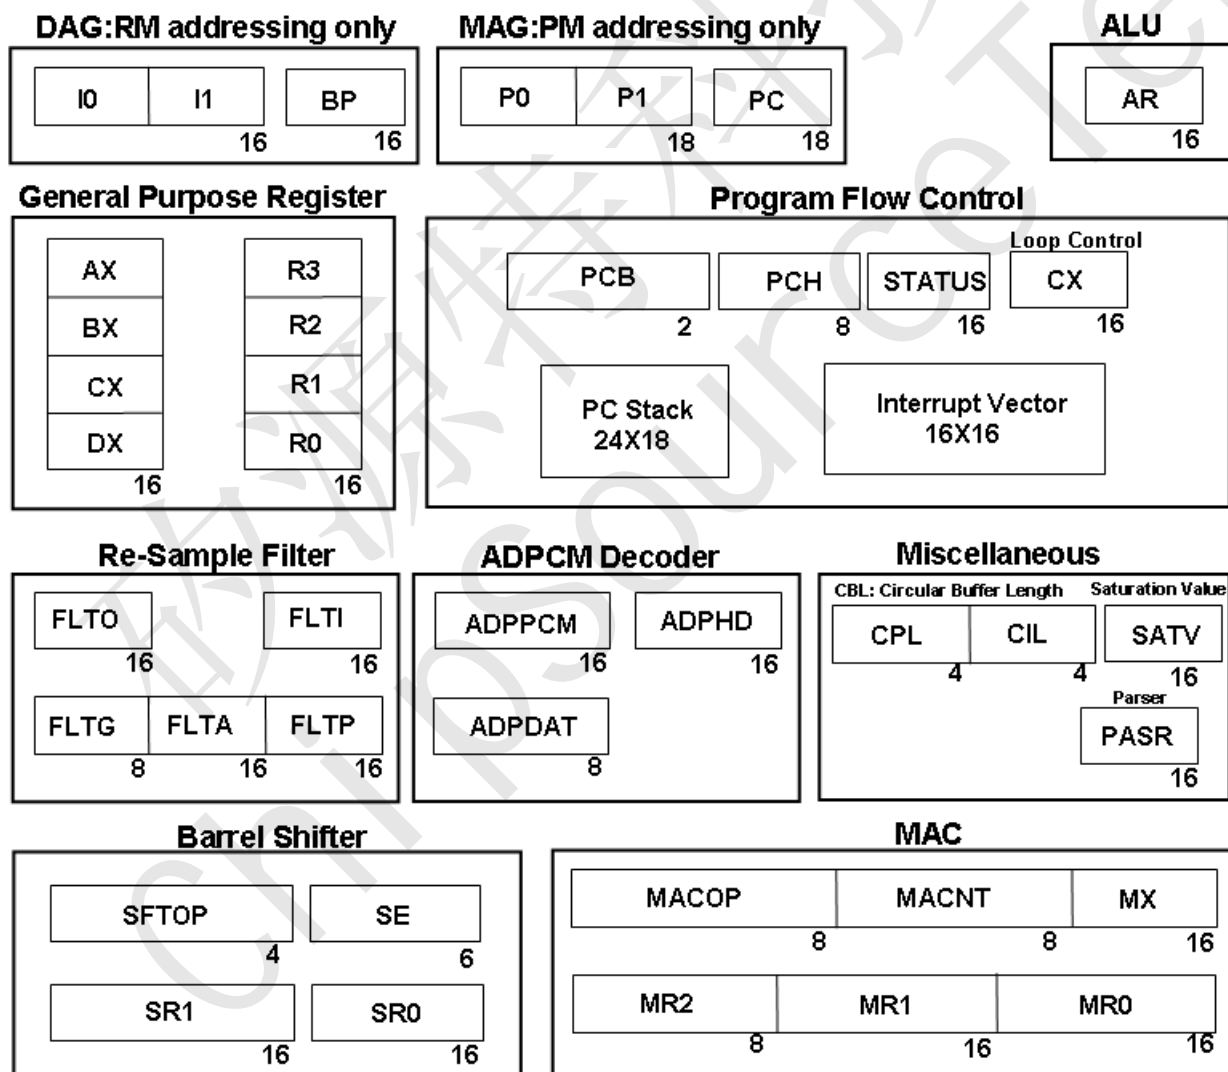 DAG:RM addressing only
I0 I1 BP
16 16
MAG:PM addressing only
P0 P1 PC
18 18
ALU
AR
16
General Purpose Register
AX R3
BX R2
CX R1
DX R0
16 16
Program Flow Control
Loop Control
PCB PCH STATUS CX
2 8 16 16
PC Stack
24X18
Interrupt Vector
16X16
Re-Sample Filter
FLTO FLTI
16 16
FLTG FLTA FLTP
8 16 16
ADPCM Decoder
ADPPCM ADPHD
16 16
ADPDAT
8
Miscellaneous
CBL: Circular Buffer Length Saturation Value
CPL CIL SATV
4 4 16
Parser
PASR
16
Barrel Shifter
SFTOP SE
4 6
SR1 SR0
16 16
MAC
MACOP MACNT MX
8 8 16
MR2 MR1 MR0
8 16 16